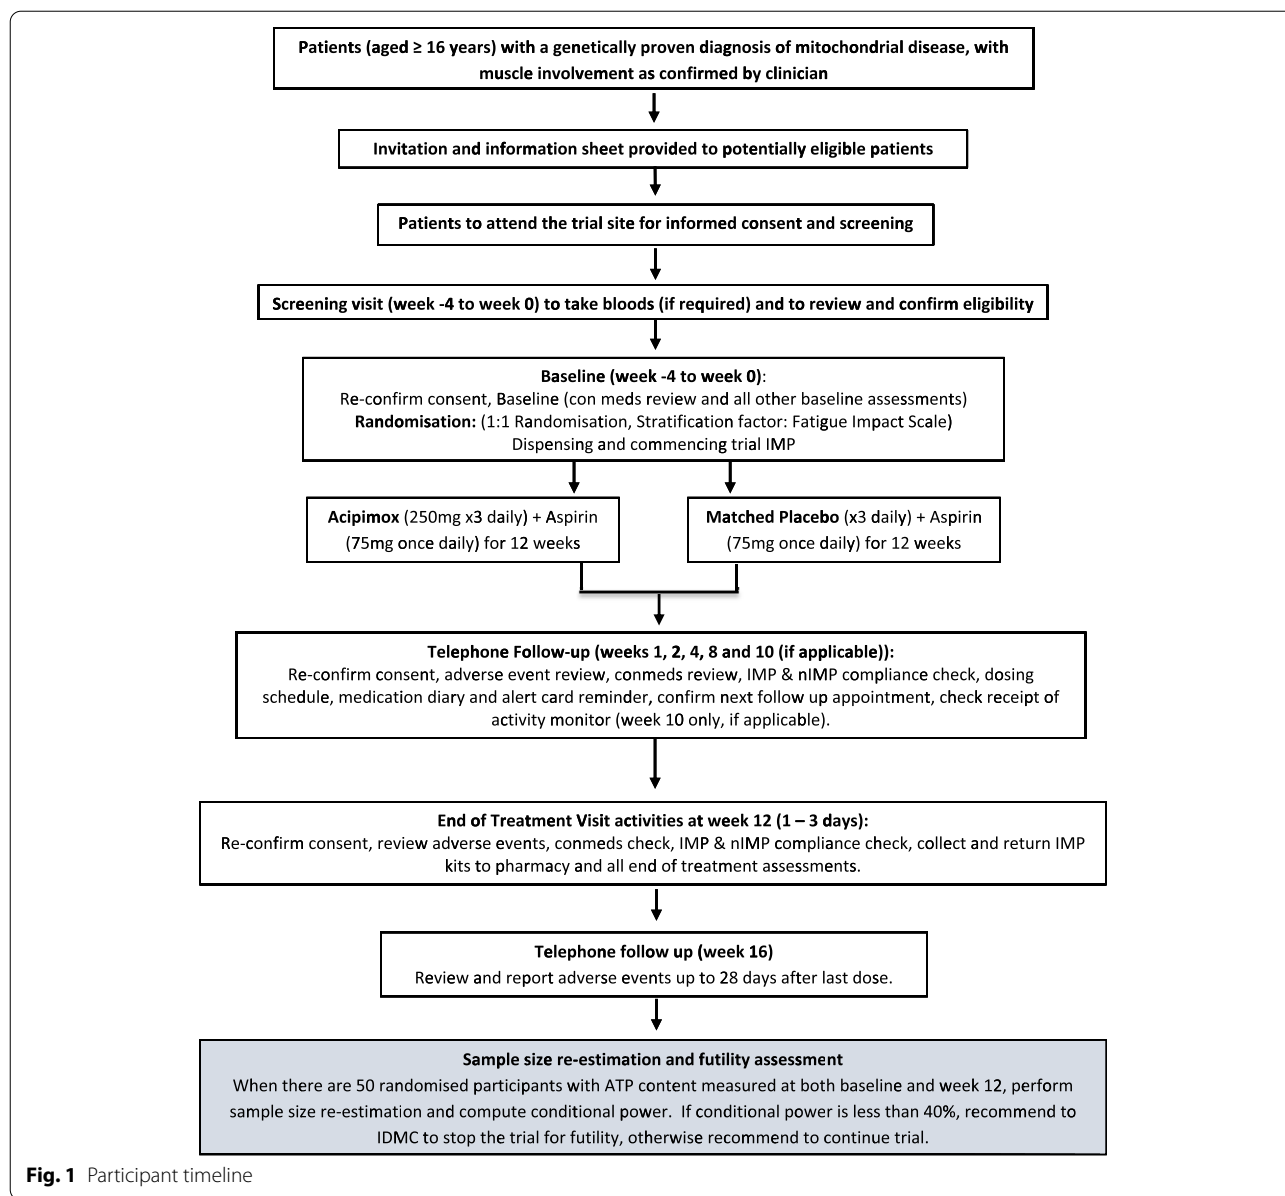 Patients (aged ≥ 16 years) with a genetically proven diagnosis of mitochondrial disease, with
muscle involvement as confirmed by clinician
Invitation and information sheet provided to potentially eligible patients
Patients to attend the trial site for informed consent and screening
Screening visit (week -4 to week 0) to take bloods (if required) and to review and confirm eligibility
Baseline (week -4 to week 0):
Re-confirm consent, Baseline (con meds review and all other baseline assessments)
Randomisation: (1:1 Randomisation, Stratification factor: Fatigue Impact Scale)
Dispensing and commencing trial IMP
Acipimox (250mg x3 daily) + Aspirin
(75mg once daily) for 12 weeks
Matched Placebo (x3 daily) + Aspirin
(75mg once daily) for 12 weeks
Telephone Follow-up (weeks 1, 2, 4, 8 and 10 (if applicable)):
Re-confirm consent, adverse event review, conmeds review, IMP & nIMP compliance check, dosing
schedule, medication diary and alert card reminder, confirm next follow up appointment, check receipt of
activity monitor (week 10 only, if applicable).
End of Treatment Visit activities at week 12 (1 – 3 days):
Re-confirm consent, review adverse events, conmeds check, IMP & nIMP compliance check, collect and return IMP
kits to pharmacy and all end of treatment assessments.
Telephone follow up (week 16)
Review and report adverse events up to 28 days after last dose.
Sample size re-estimation and futility assessment
When there are 50 randomised participants with ATP content measured at both baseline and week 12, perform
sample size re-estimation and compute conditional power. If conditional power is less than 40%, recommend to
IDMC to stop the trial for futility, otherwise recommend to continue trial.
Fig. 1 Participant timeline